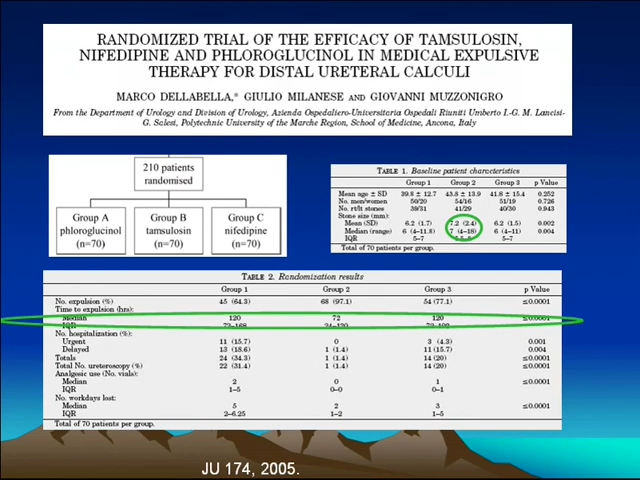 RANDOMIZED TRIAL OF THE EFFICACY OF TAMSULOSIN,
NIFEDIPINE AND PHLOROGLUCINOL IN MEDICAL EXPULSIVE
THERAPY FOR DISTAL URETERAL CALCULI
MARCO DELLABELLA,* GIULIO MILANESE AND GIOVANNI MUZZONIGRO
From the Department of Urology and Division of Urology, Azienda Ospedaliero-Universitaria Ospedali Riuniti Umberto I.-G. M. Lancisi-
G. Salesi, Polytechnic University of the Marche Region, School of Medicine, Ancona, Italy
210 patients
randomised
Group A
phloroglucinol
(n=70)
Group B
tamsulosin
(n=70)
Group C
nifedipine
(n=70)
TABLE 1. Baseline patient characteristics
Group 1 Group 2 Group 3 p Value
Mean age ± SD 39.8 ± 12.7 43.8 ± 13.9 41.8 ± 15.4 0.252
No. men/women 50/20 54/16 51/19 0.726
No. rt/lt stones 39/31 41/29 40/30 0.943
Stone size (mm):
Mean (SD) 6.2 (1.7) 7.2 (2.4) 6.2 (1.5) 0.002
Median (range) 6 (4–11.8) 7 (4–18) 6 (4–11) 0.004
IQR 5–7 5–7
Total of 70 patients per group.
TABLE 2. Randomization results
Group 1 Group 2 Group 3 p Value
No. expulsion (%) 45 (64.3) 68 (97.1) 54 (77.1) ≤0.0001
Time to expulsion (hrs):
Median 120 72 120 ≤0.0001
IQR 24–120
No. hospitalization (%):
Urgent 11 (15.7) 0 3 (4.3) 0.001
Delayed 13 (18.6) 1 (1.4) 11 (15.7) 0.004
Totals 24 (34.3) 1 (1.4) 14 (20) ≤0.0001
Total No. ureteroscopy (%) 22 (31.4) 1 (1.4) 14 (20) ≤0.0001
Analgesic use (No. vials):
Median 2 0 1 ≤0.0001
IQR 1–5 0–0 0–1
No. workdays lost:
Median 5 2 3 ≤0.0001
IQR 2–6.25 1–2 1–5
Total of 70 patients per group.
JU 174, 2005.